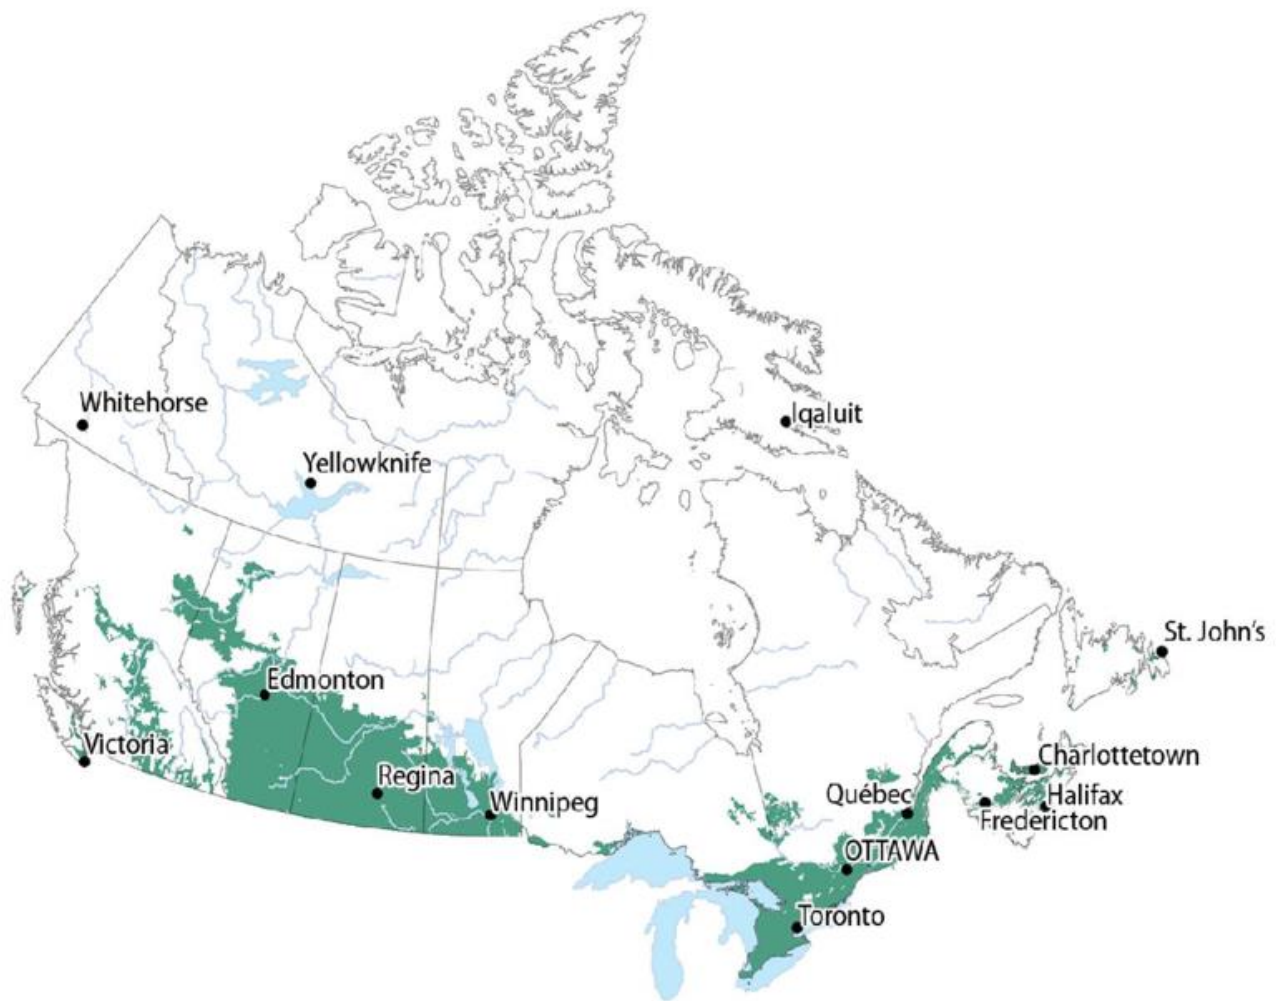 Whitehorse
Iqaluit
Yellowknife
St. John's
Edmonton
Victoria
Charlottetown
Regina
Québec
Halifax
Winnipeg
Fredericton
OTTAWA
Toronto